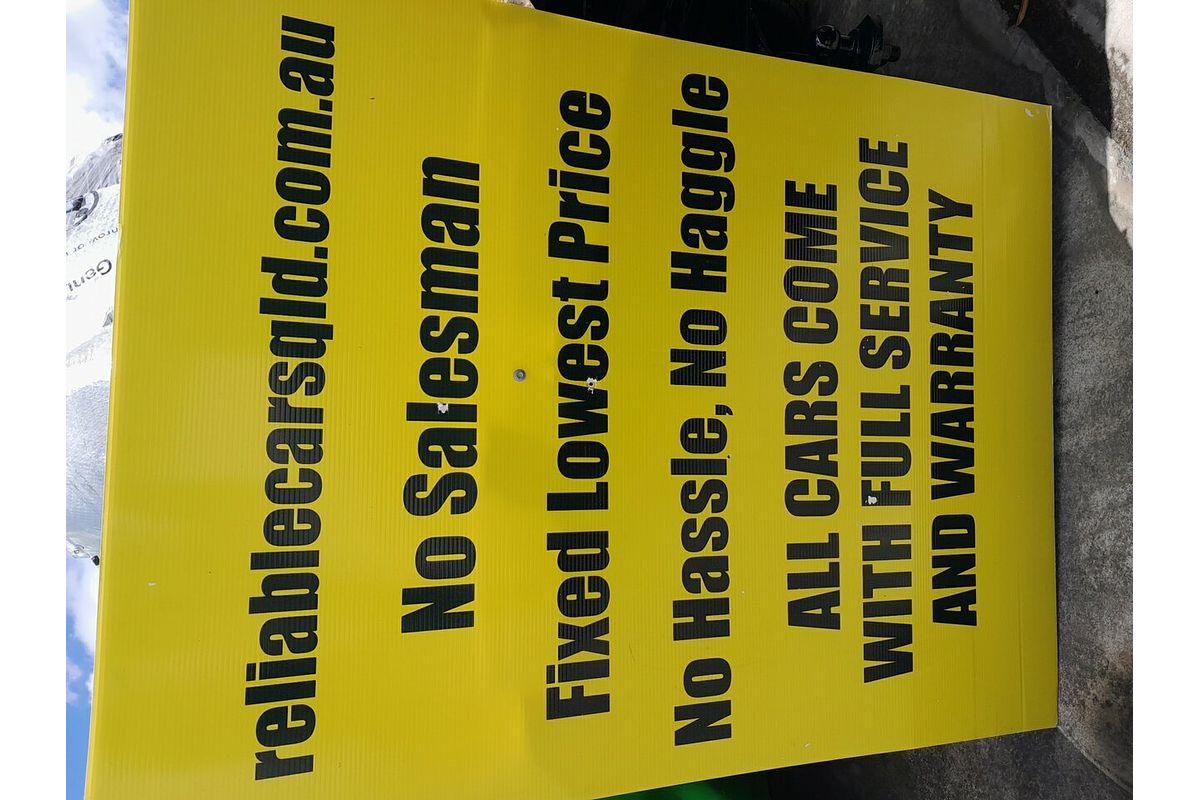 reliablecarsqld.com.au
No Salesman
Fixed Lowest Price
No Hassle, No Haggle
ALL CARS COME
WITH FULL SERVICE
AND WARRANTY